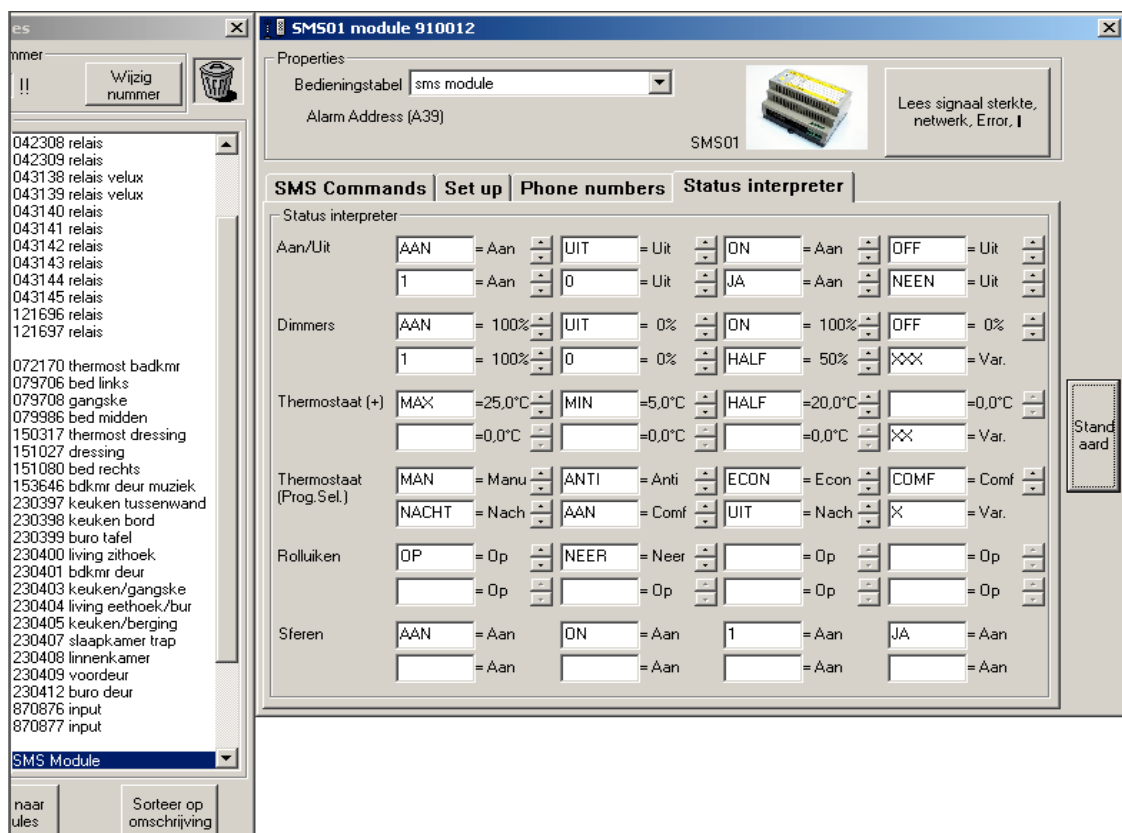 es
nmer
!!
Wijzig
nummer
042308 relais
042309 relais
043138 relais velux
043139 relais velux
043140 relais
043141 relais
043142 relais
043143 relais
043144 relais
043145 relais
121696 relais
121697 relais
072170 thermost badkmr
079706 bed links
079708 gangske
079986 bed midden
150317 thermost dressing
151027 dressing
151080 bed rechts
153646 bdkmr deur muziek
230397 keuken tussenwand
230398 keuken bord
230399 buro tafel
230400 living zithoek
230401 bdkmr deur
230403 keuken/gangske
230404 living eethoek/bur
230405 keuken/berging
230407 slaapkamer trap
230408 linnenkamer
230409 voordeur
230412 buro deur
870876 input
870877 input
SMS Module
naar
ules
Sorteer op
omschrijving
SMS01 module 910012
Properties
Bedieningstabel sms module
Alarm Address (A39)
SMS01
Lees signaal sterkte,
netwerk, Error, I
SMS Commands Set up Phone numbers Status interpreter
Status interpreter
Aan/Uit AAN = Aan UIT = Uit ON = Aan OFF = Uit
1 = Aan 0 = Uit JA = Aan NEEN = Uit
Dimmers AAN = 100% UIT = 0% ON = 100% OFF = 0%
1 = 100% 0 = 0% HALF = 50% XXX = Var.
Thermostaat (+) MAX =25,0°C MIN =5,0°C HALF =20,0°C =0,0°C
=0,0°C =0,0°C =0,0°C XX = Var.
Thermostaat
(Prog.Sel.)
MAN = Manu ANTI = Anti ECON = Econ COMF = Comf
NACHT = Nach AAN = Comf UIT = Nach X = Var.
Rolluiken OP = Op NEER = Neer = Op = Op
= Op = Op = Op = Op
Sferen AAN = Aan ON = Aan 1 = Aan JA = Aan
= Aan = Aan = Aan = Aan
Stand
aard